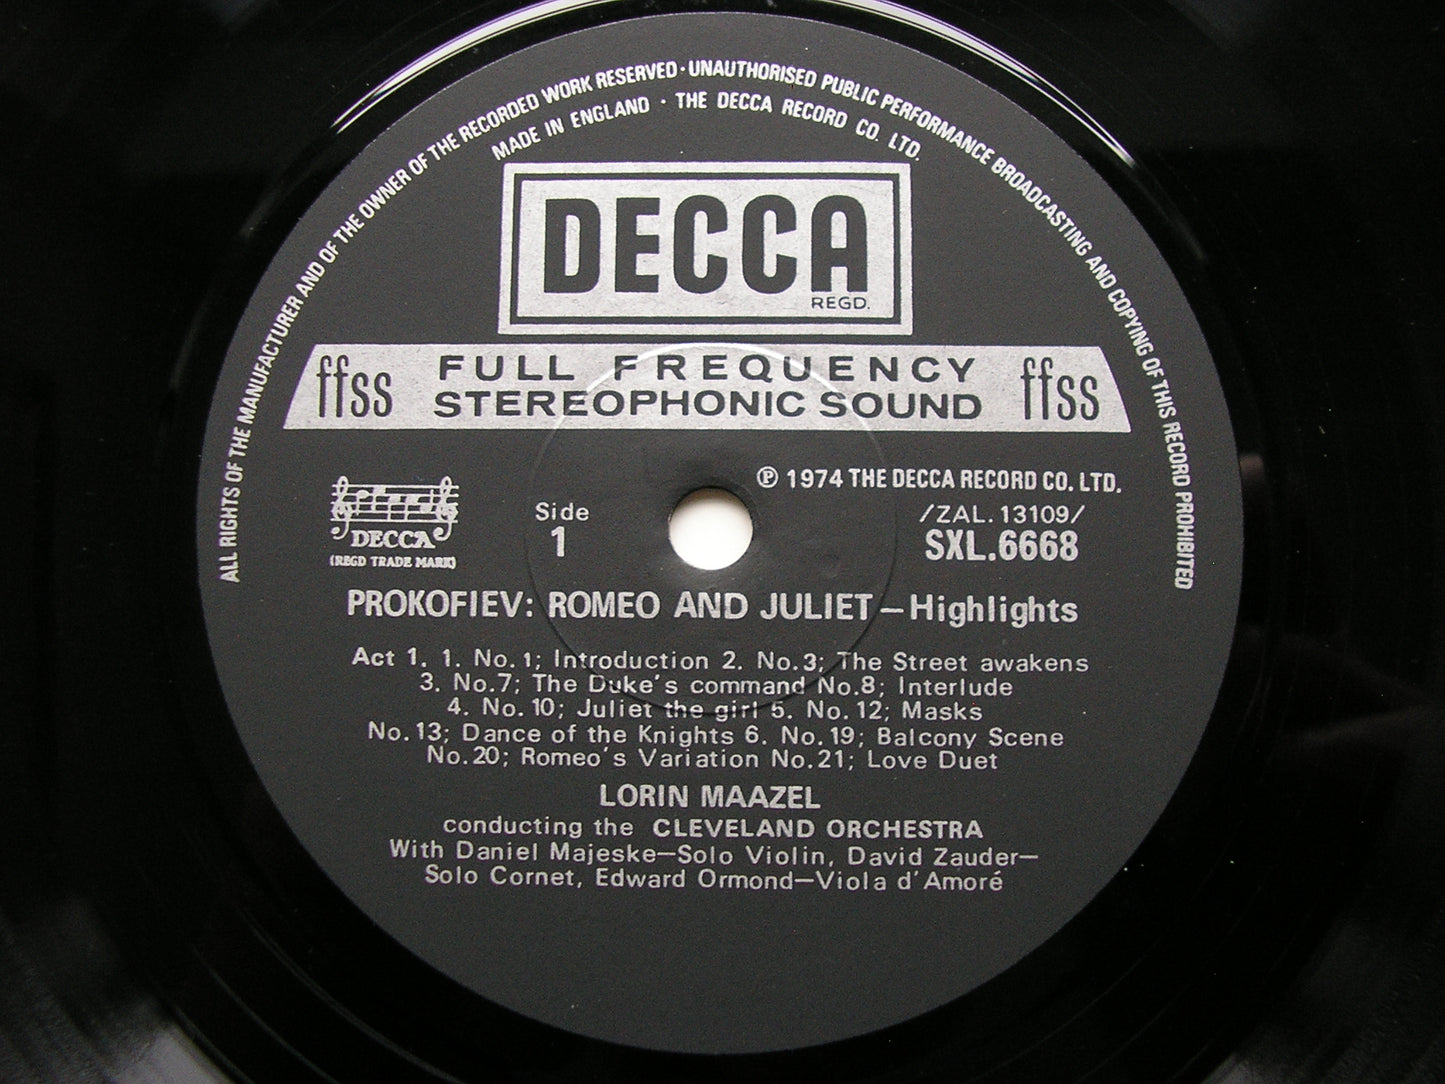 ALL RIGHTS OF THE MANUFACTURER AND OF THE OWNER OF THE RECORDED WORK RESERVED · UNAUTHORISED PUBLIC PERFORMANCE BROADCASTING AND COPYING OF THIS RECORD PROHIBITED
MADE IN ENGLAND · THE DECCA RECORD CO. LTD.
DECCA
REGD.
ffss FULL FREQUENCY STEREOPHONIC SOUND ffss
℗ 1974 THE DECCA RECORD CO. LTD.
DECCA
(REGD TRADE MARK)
Side
1
/ZAL.13109/
SXL.6668
PROKOFIEV: ROMEO AND JULIET—Highlights
Act 1. 1. No.1; Introduction 2. No.3; The Street awakens
3. No.7; The Duke's command No.8; Interlude
4. No.10; Juliet the girl 5. No.12; Masks
No.13; Dance of the Knights 6. No.19; Balcony Scene
No.20; Romeo's Variation No.21; Love Duet
LORIN MAAZEL
conducting the CLEVELAND ORCHESTRA
With Daniel Majeske—Solo Violin, David Zauder—
Solo Cornet, Edward Ormond—Viola d'Amoré